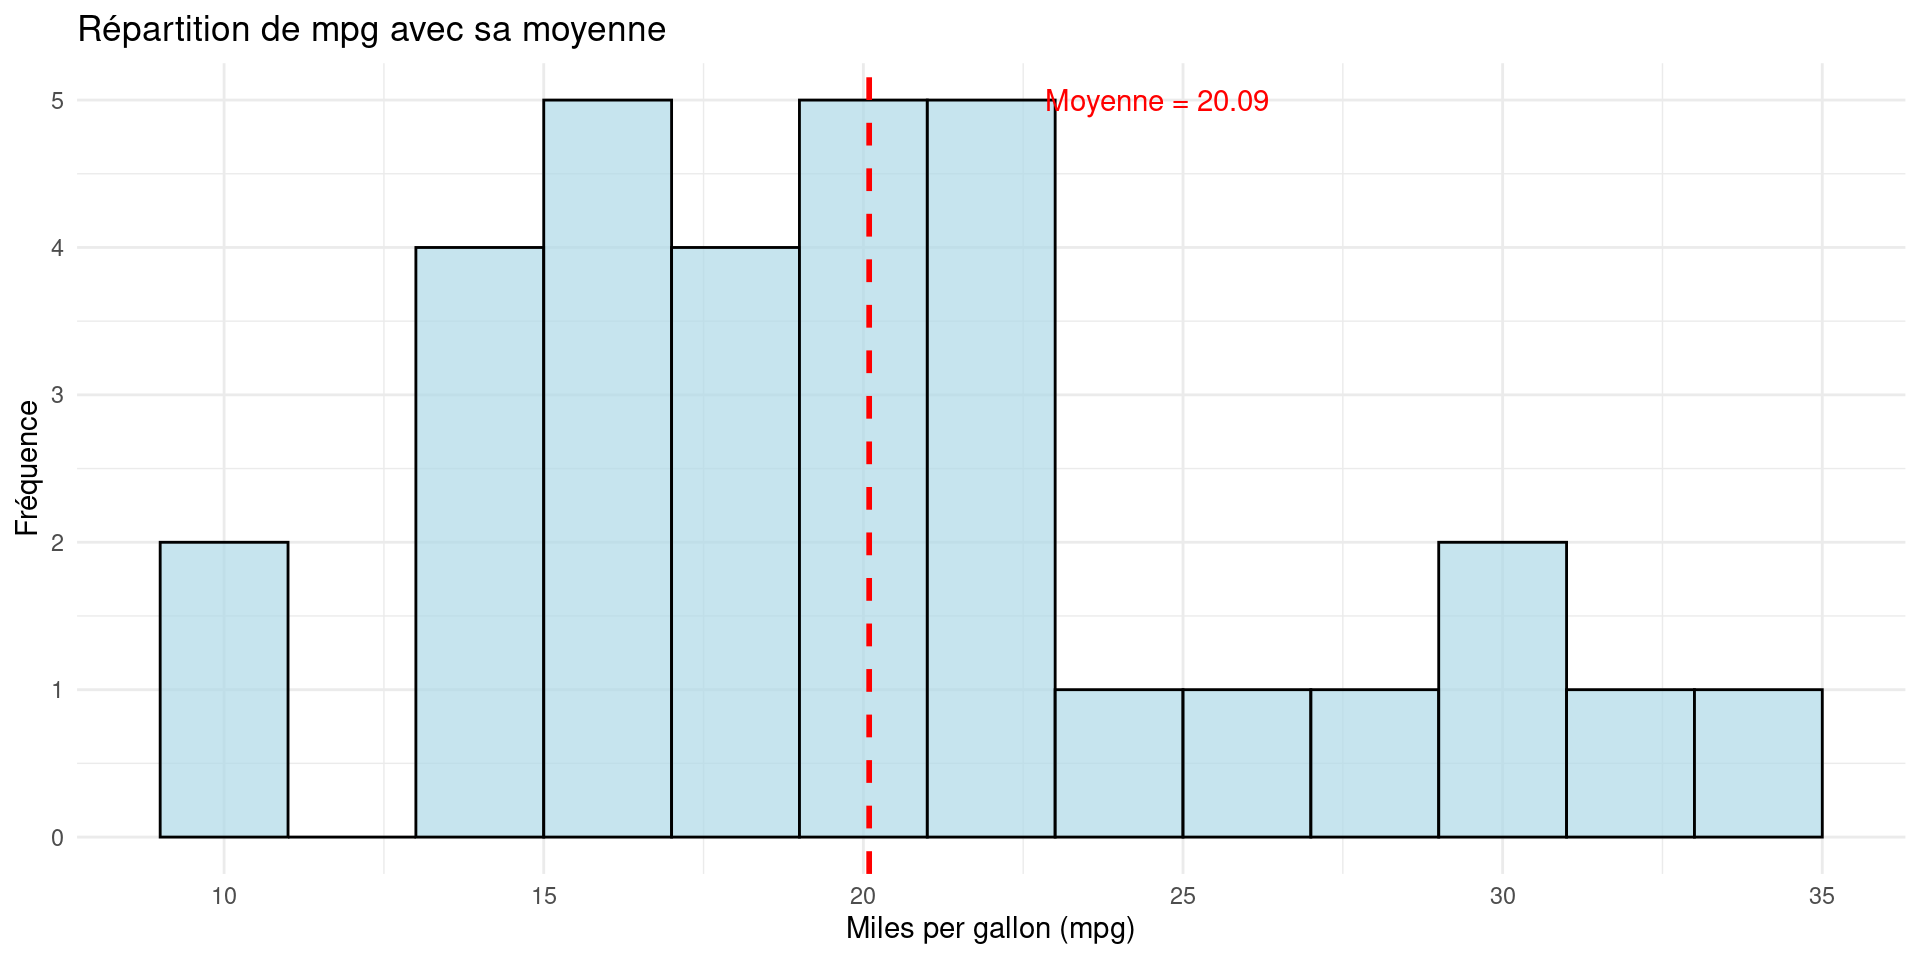 Répartition de mpg avec sa moyenne
Moyenne = 20.09
5
4
3
2
1
0
Fréquence
10 15 20 25 30 35
Miles per gallon (mpg)